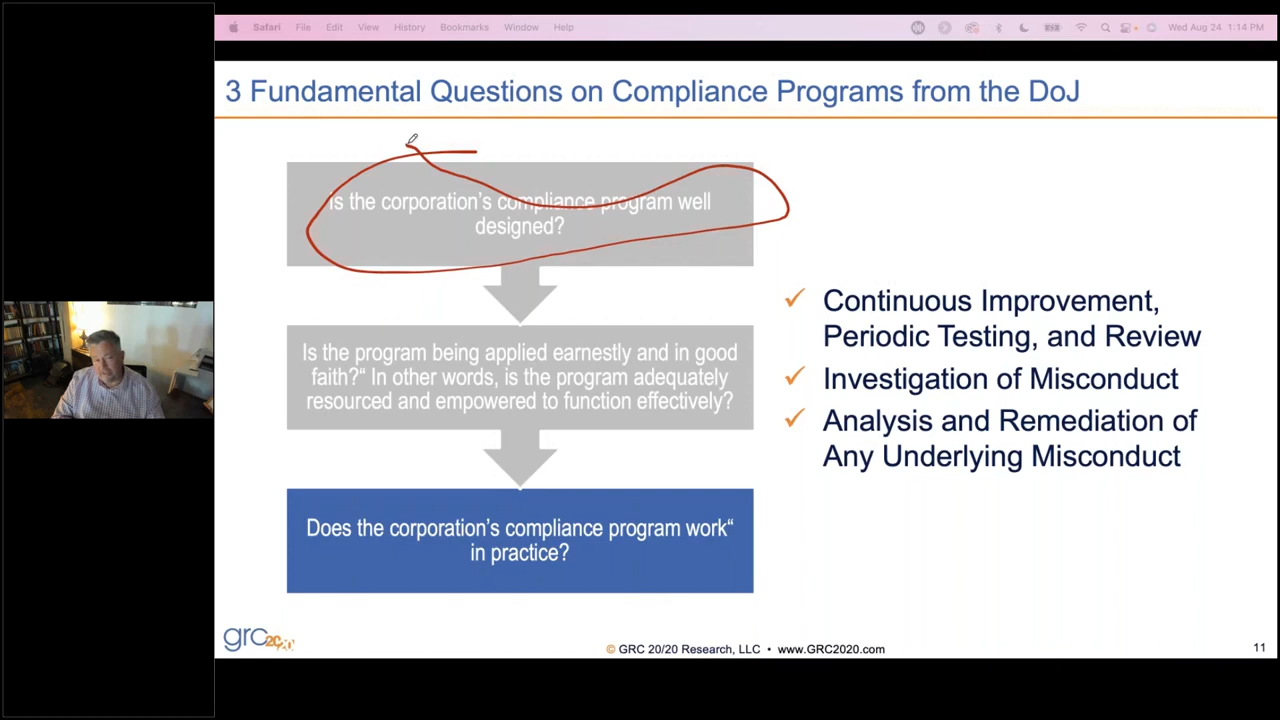 Safari File Edit View History Bookmarks Window Help Wed Aug 24 1:14 PM
3 Fundamental Questions on Compliance Programs from the DoJ
Is the corporation's compliance program well
designed?
Is the program being applied earnestly and in good
faith?“ In other words, is the program adequately
resourced and empowered to function effectively?
Does the corporation's compliance program work“
in practice?
Continuous Improvement,
Periodic Testing, and Review
Investigation of Misconduct
Analysis and Remediation of
Any Underlying Misconduct
grc2020
© GRC 20/20 Research, LLC • www.GRC2020.com
11